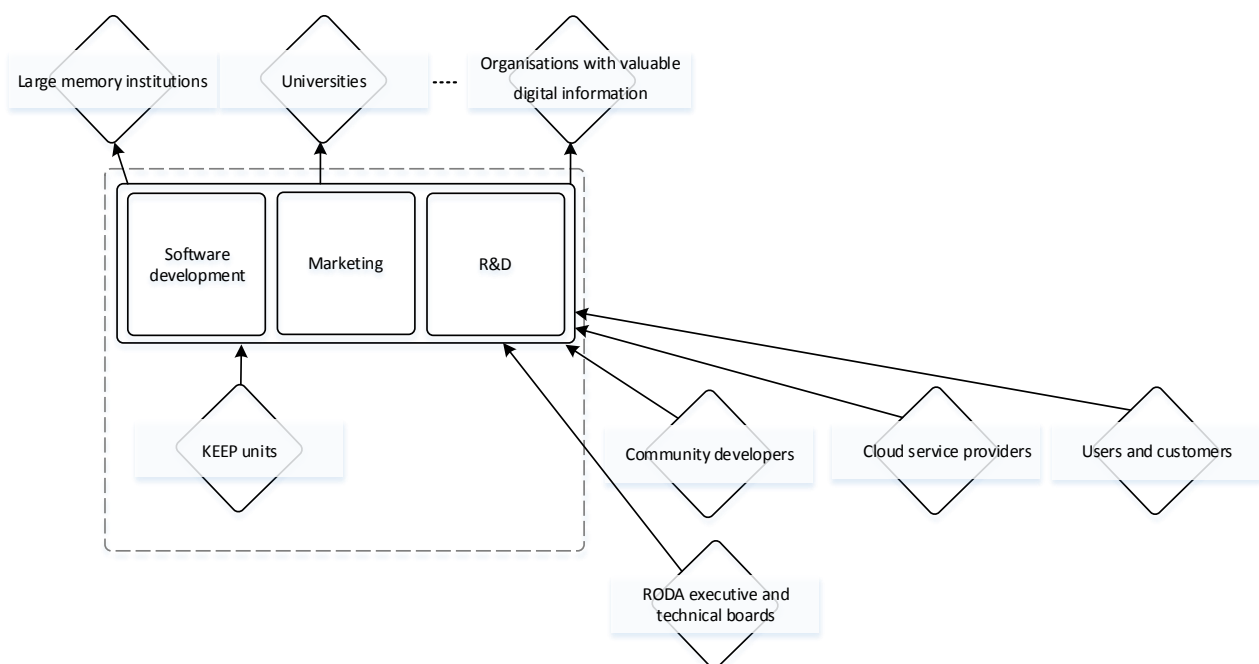 Large memory institutions
Universities
Organisations with valuable
digital information
Software
development
Marketing
R&D
KEEP units
Community developers
Cloud service providers
Users and customers
RODA executive and
technical boards